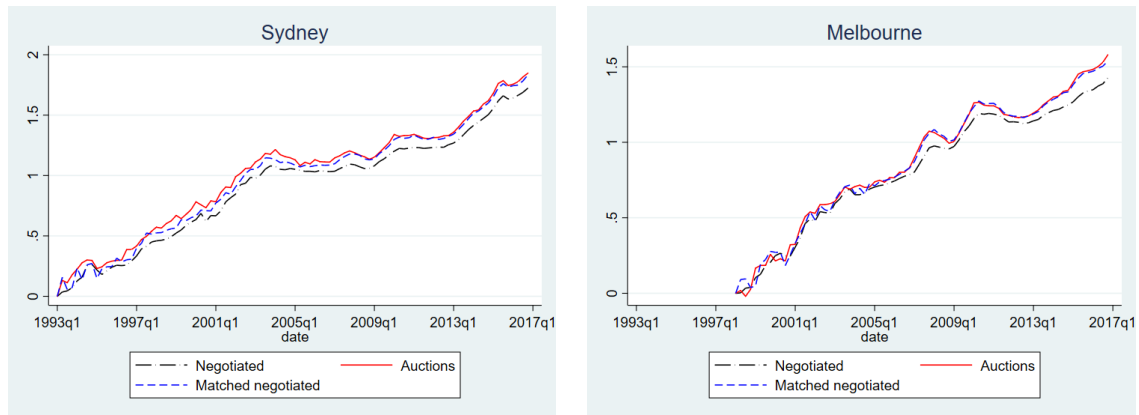 Sydney
2
1.5
1
.5
0
1993q1 1997q1 2001q1 2005q1 2009q1 2013q1 2017q1
date
Negotiated Auctions
Matched negotiated
Melbourne
1.5
1
.5
0
1993q1 1997q1 2001q1 2005q1 2009q1 2013q1 2017q1
date
Negotiated Auctions
Matched negotiated